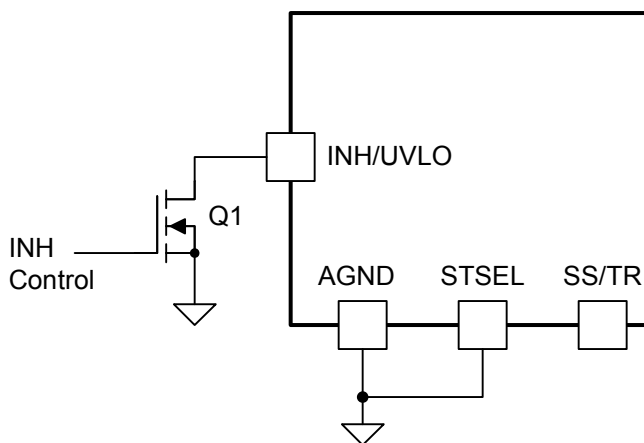 INH/UVLO
Q1
INH
Control
AGND
STSEL
SS/TR